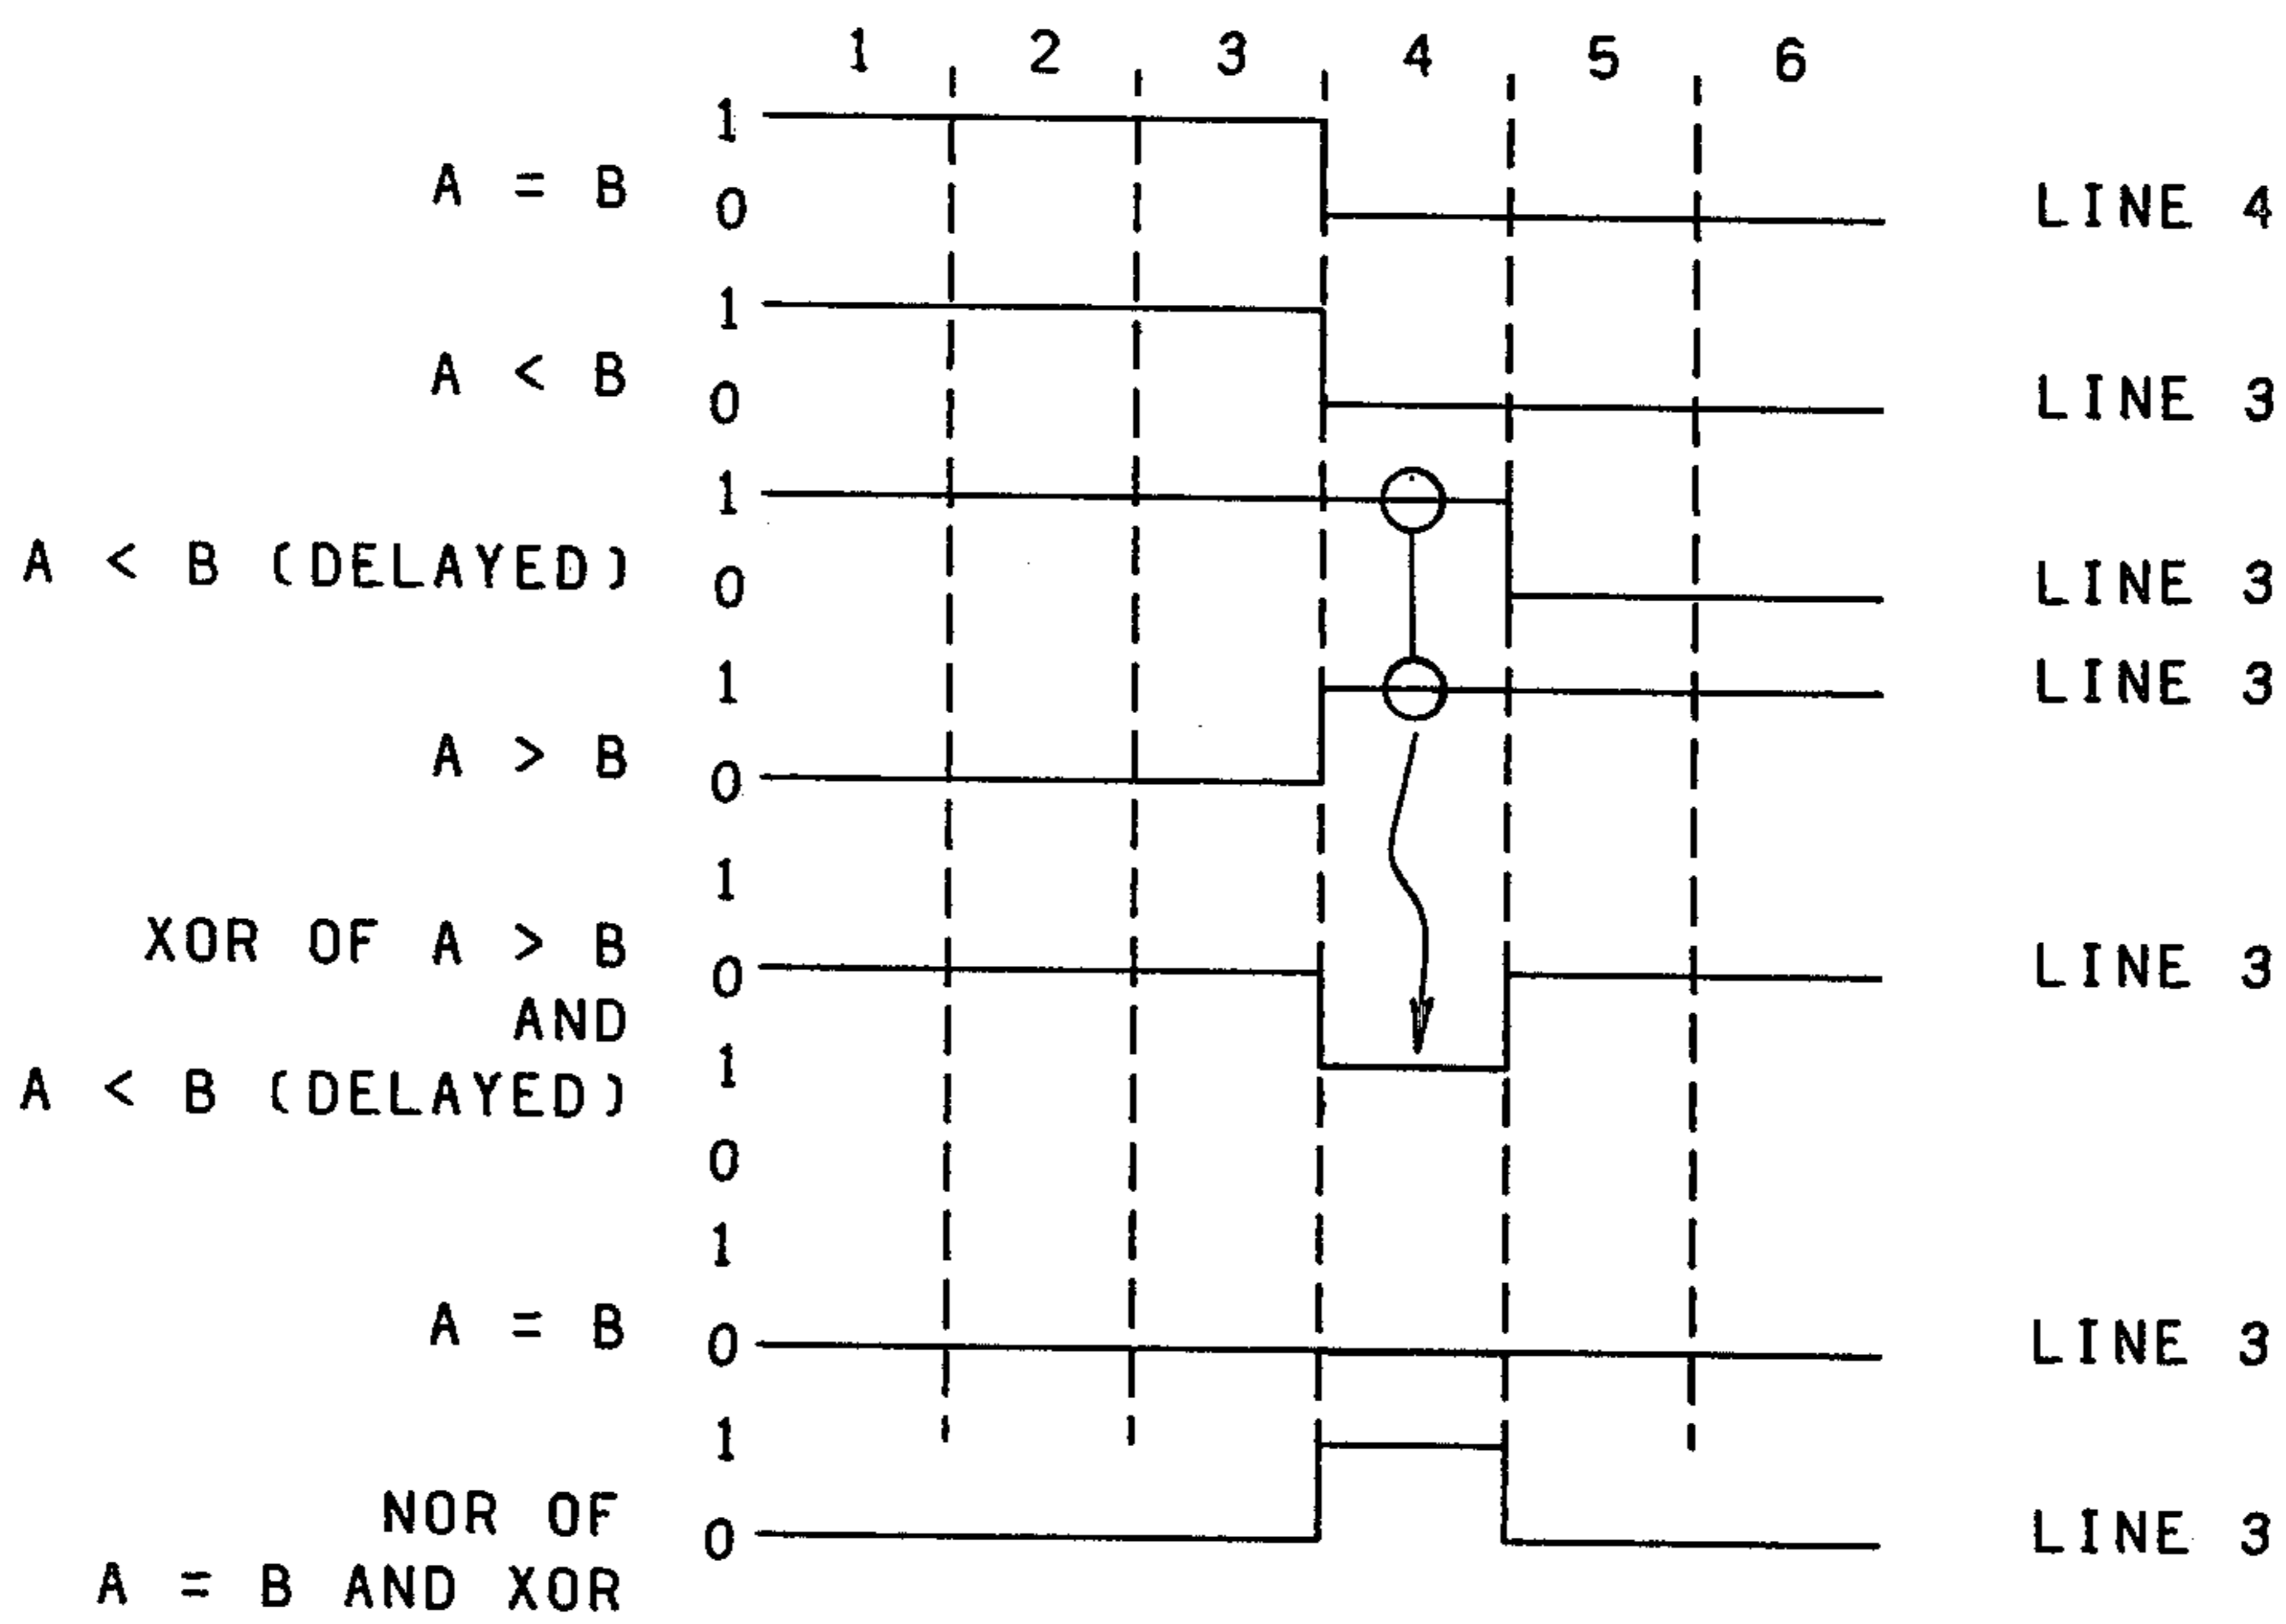 1 2 3 4 5 6
1
A = B 0 LINE 4
1
A < B 0 LINE 3
1
A < B (DELAYED) 0 LINE 3
1 LINE 3
A > B 0
1
XOR OF A > B 0 LINE 3
AND
A < B (DELAYED) 1
0
1
A = B 0 LINE 3
1
NOR OF 0 LINE 3
A = B AND XOR